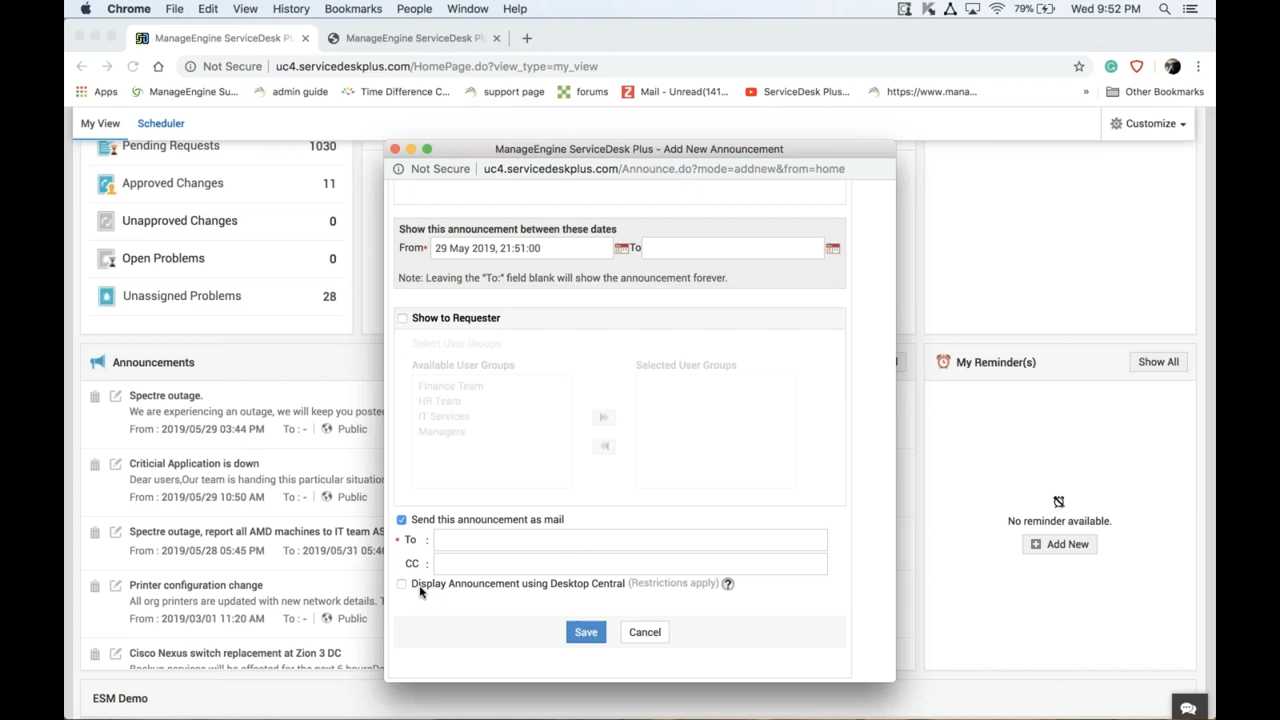 Chrome File Edit View History Bookmarks People Window Help 79% Wed 9:52 PM
ManageEngine ServiceDesk Pl ManageEngine ServiceDesk Pl
Not Secure uc4.servicedeskplus.com/HomePage.do?view_type=my_view
Apps ManageEngine Su... admin guide Time Difference C... support page forums Mail - Unread(141... ServiceDesk Plus... https://www.mana... » Other Bookmarks
My View Scheduler Customize
Pending Requests 1030
Approved Changes 11
Unapproved Changes 0
Open Problems 0
Unassigned Problems 28
Announcements
Spectre outage.
We are experiencing an outage, we will keep you poste
From : 2019/05/29 03:44 PM To : - | Public
Criticial Application is down
Dear users,Our team is handing this particular situation
From : 2019/05/29 10:50 AM To : - | Public
Spectre outage, report all AMD machines to IT team AS
From : 2019/05/28 05:45 PM To : 2019/05/31 05:46
Printer configuration change
All org printers are updated with new network details. T
From : 2019/03/01 11:20 AM To : - | Public
Cisco Nexus switch replacement at Zion 3 DC
ESM Demo
ManageEngine ServiceDesk Plus - Add New Announcement
Not Secure uc4.servicedeskplus.com/Announce.do?mode=addnew&from=home
Show this announcement between these dates
From* 29 May 2019, 21:51:00 To
Note: Leaving the "To:" field blank will show the announcement forever.
Show to Requester
Select User Groups
Available User Groups Selected User Groups
Finance Team
HR Team
IT Services
Managers
Send this announcement as mail
* To :
CC :
Display Announcement using Desktop Central (Restrictions apply) ?
Save Cancel
My Reminder(s) Show All
No reminder available.
Add New